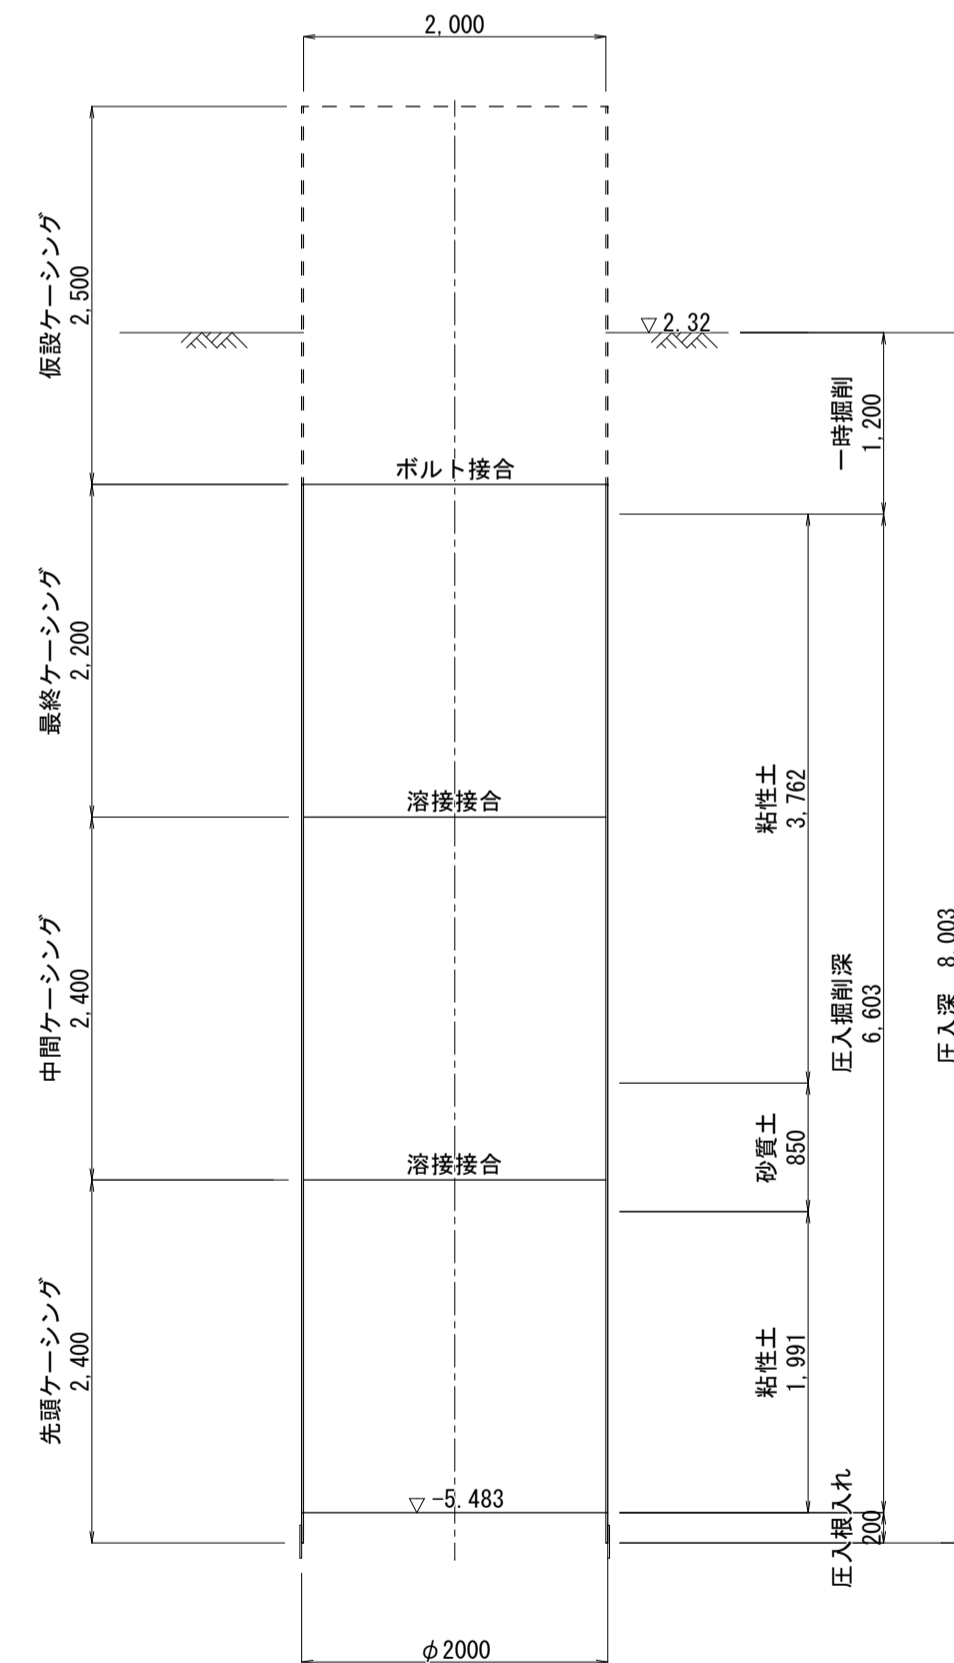 2,000
仮設ケーシング
2,500
2.32
一時掘削
1,200
ボルト接合
最終ケーシング
2,200
粘性土
3,762
溶接接合
中間ケーシング
2,400
圧入掘削深
6,603
圧入深 8,003
砂質土
850
溶接接合
先頭ケーシング
2,400
粘性土
1,991
-5.483
圧入根入れ
200
φ2000